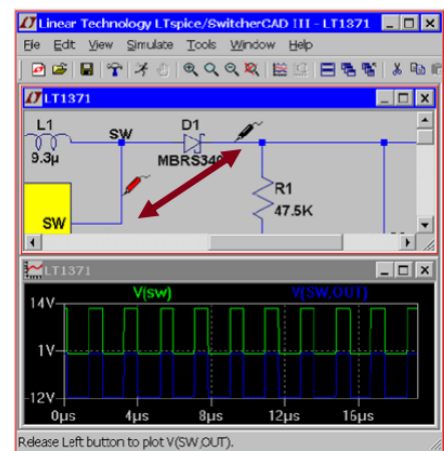 Linear Technology LTspice/SwitcherCAD III - LT1371
File Edit View Simulate Tools Window Help
LT1371
L1
SW
D1
9.3µ
MBRS340
R1
47.5K
SW
LT1371
V(sw)
V(SW,OUT)
14V
1V
-12V
0µs 4µs 8µs 12µs 16µs
Release Left button to plot V(SW,OUT).